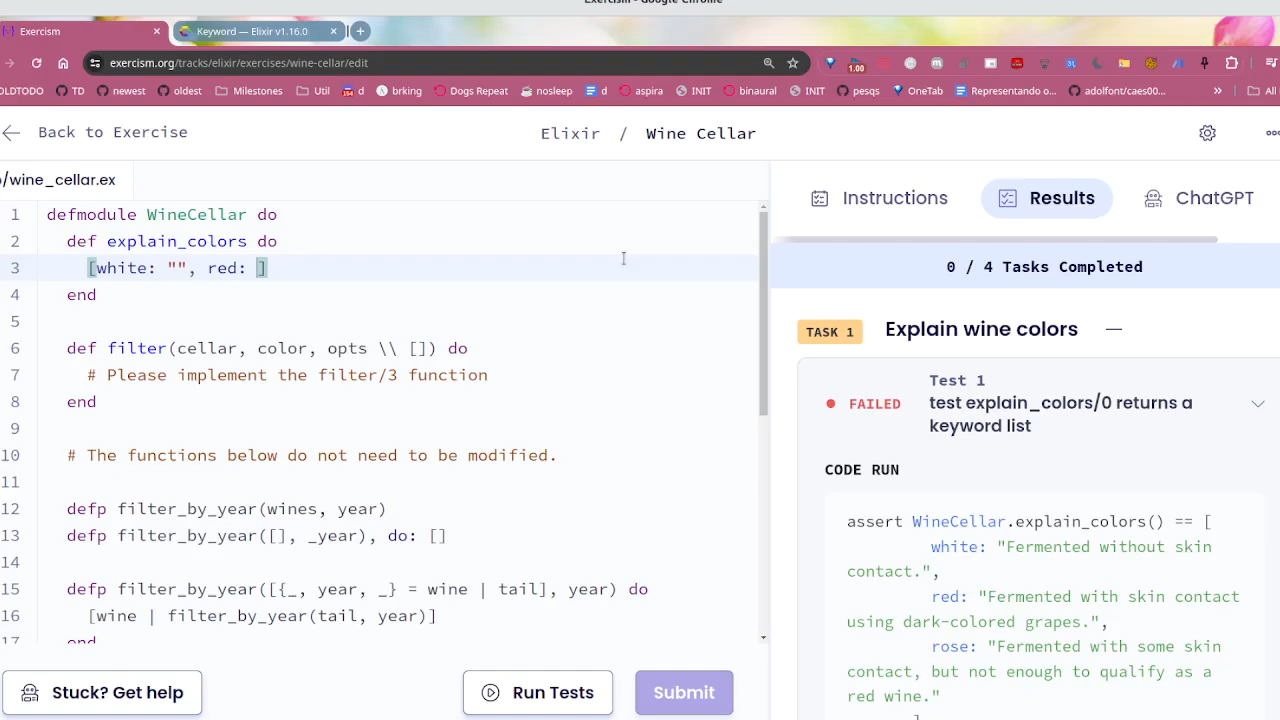 Exercism - Google Chrome
Exercism
Keyword — Elixir v1.16.0
exercism.org/tracks/elixir/exercises/wine-cellar/edit
1.00
OLDTODO
TD
newest
oldest
Milestones
Util
d
brking
Dogs Repeat
nosleep
d
aspira
INIT
binaural
INIT
pesqs
OneTab
Representando o...
adolfont/caes00...
»
All
Back to Exercise
Elixir / Wine Cellar
/wine_cellar.ex
Instructions
Results
ChatGPT
1 defmodule WineCellar do
2 def explain_colors do
3 [white: "", red: ]
4 end
5
6 def filter(cellar, color, opts \\ []) do
7 # Please implement the filter/3 function
8 end
9
10 # The functions below do not need to be modified.
11
12 defp filter_by_year(wines, year)
13 defp filter_by_year([], _year), do: []
14
15 defp filter_by_year([{_, year, _} = wine | tail], year) do
16 [wine | filter_by_year(tail, year)]
17 end
Stuck? Get help
Run Tests
Submit
0 / 4 Tasks Completed
TASK 1
Explain wine colors
Test 1
FAILED
test explain_colors/0 returns a
keyword list
CODE RUN
assert WineCellar.explain_colors() == [
white: "Fermented without skin
contact.",
red: "Fermented with skin contact
using dark-colored grapes.",
rose: "Fermented with some skin
contact, but not enough to qualify as a
red wine."
]